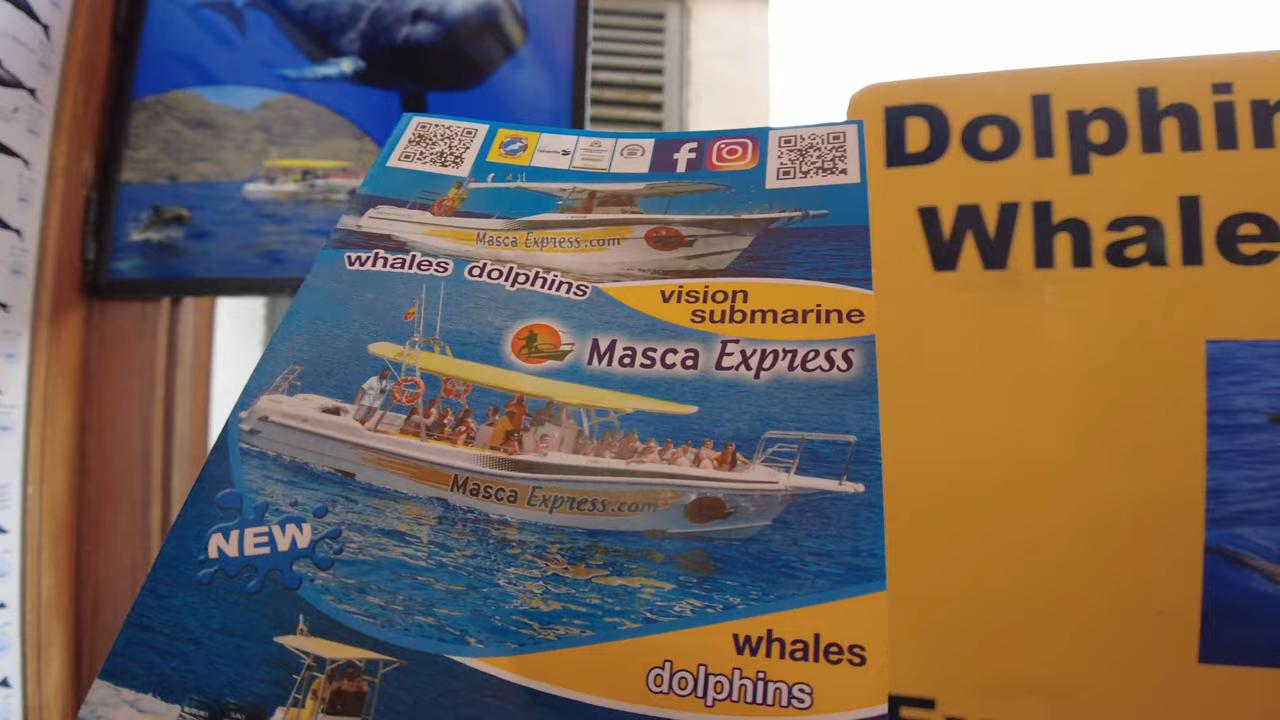 Dolphin
Whale
Masca Express.com
whales dolphins
vision
submarine
Masca Express
Masca Express.com
NEW
whales
dolphins